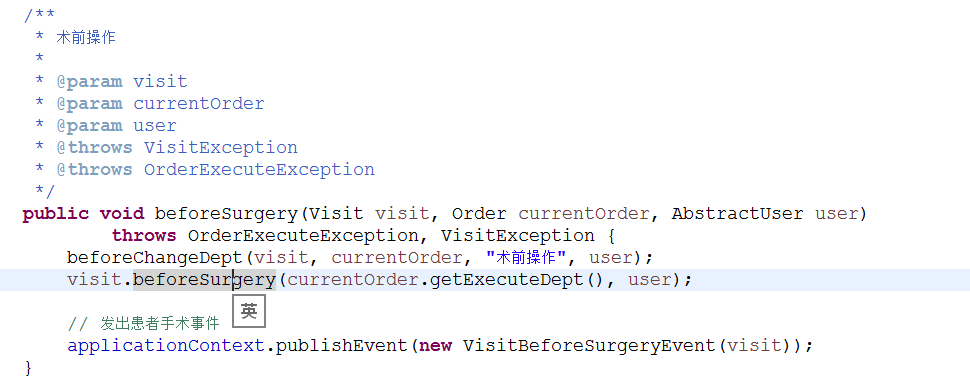 /**
 * 术前操作
 *
 * @param visit
 * @param currentOrder
 * @param user
 * @throws VisitException
 * @throws OrderExecuteException
 */
public void beforeSurgery(Visit visit, Order currentOrder, AbstractUser user)
        throws OrderExecuteException, VisitException {
    beforeChangeDept(visit, currentOrder, "术前操作", user);
    visit.beforeSurgery(currentOrder.getExecuteDept(), user);
英
    // 发出患者手术事件
    applicationContext.publishEvent(new VisitBeforeSurgeryEvent(visit));
}